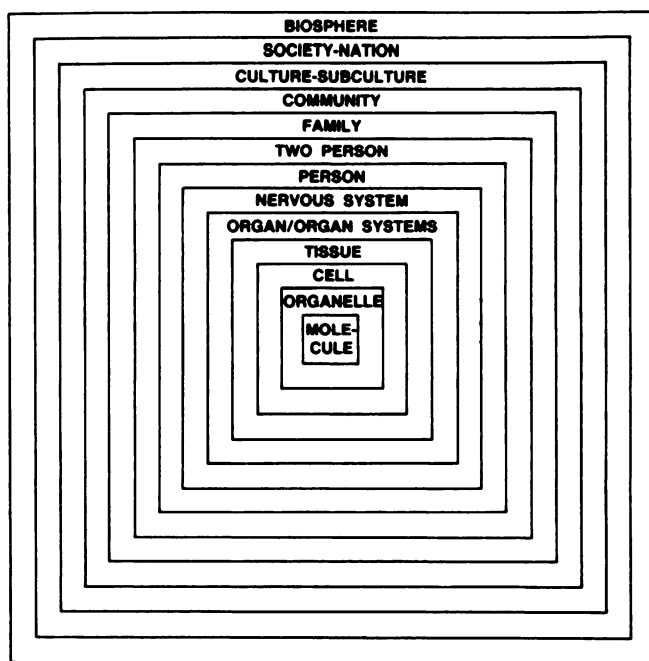 BIOSPHERE
SOCIETY-NATION
CULTURE-SUBCULTURE
COMMUNITY
FAMILY
TWO PERSON
PERSON
NERVOUS SYSTEM
ORGAN/ORGAN SYSTEMS
TISSUE
CELL
ORGANELLE
MOLE-
CULE